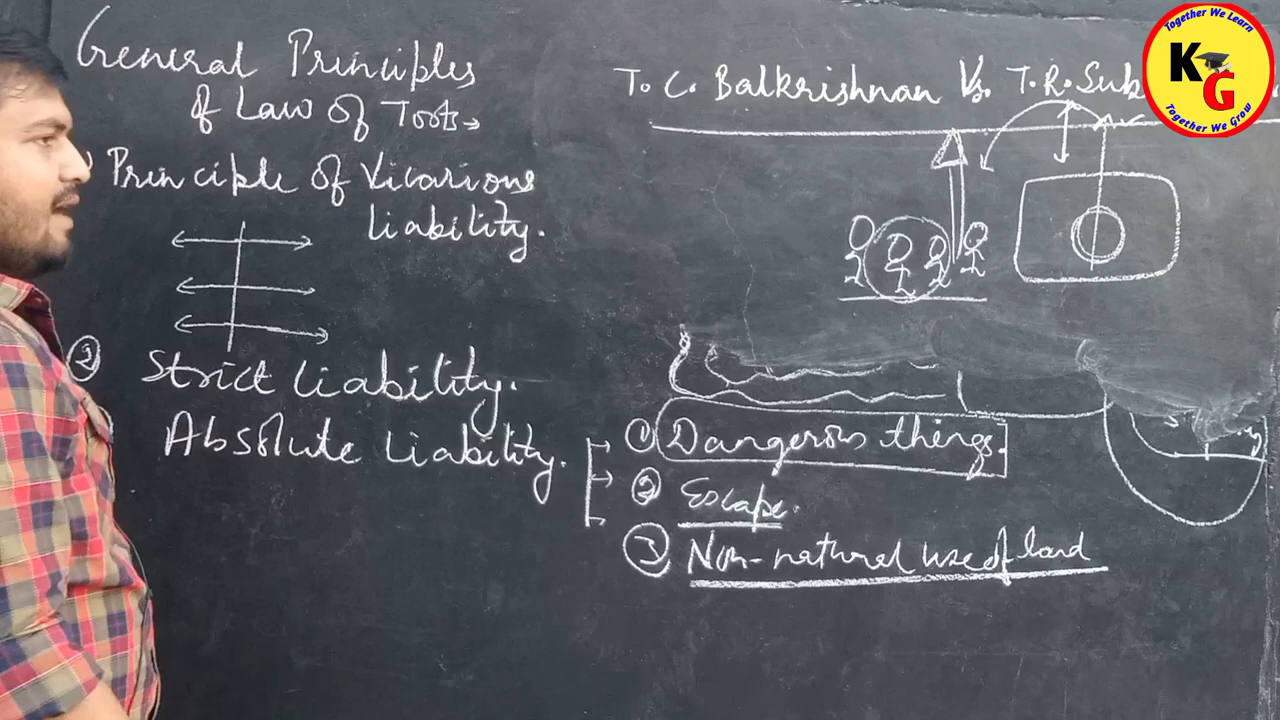 General Principles
of Law of Torts→
Principle of Vicarious
liability.
② Strict liability.
Absolute liability.
T. C. Balkrishnan Vs. T. R. Sub
① Dangerous things.
② Escape.
③ Non-natural use of land
Together We Learn
KG
Together We Grow